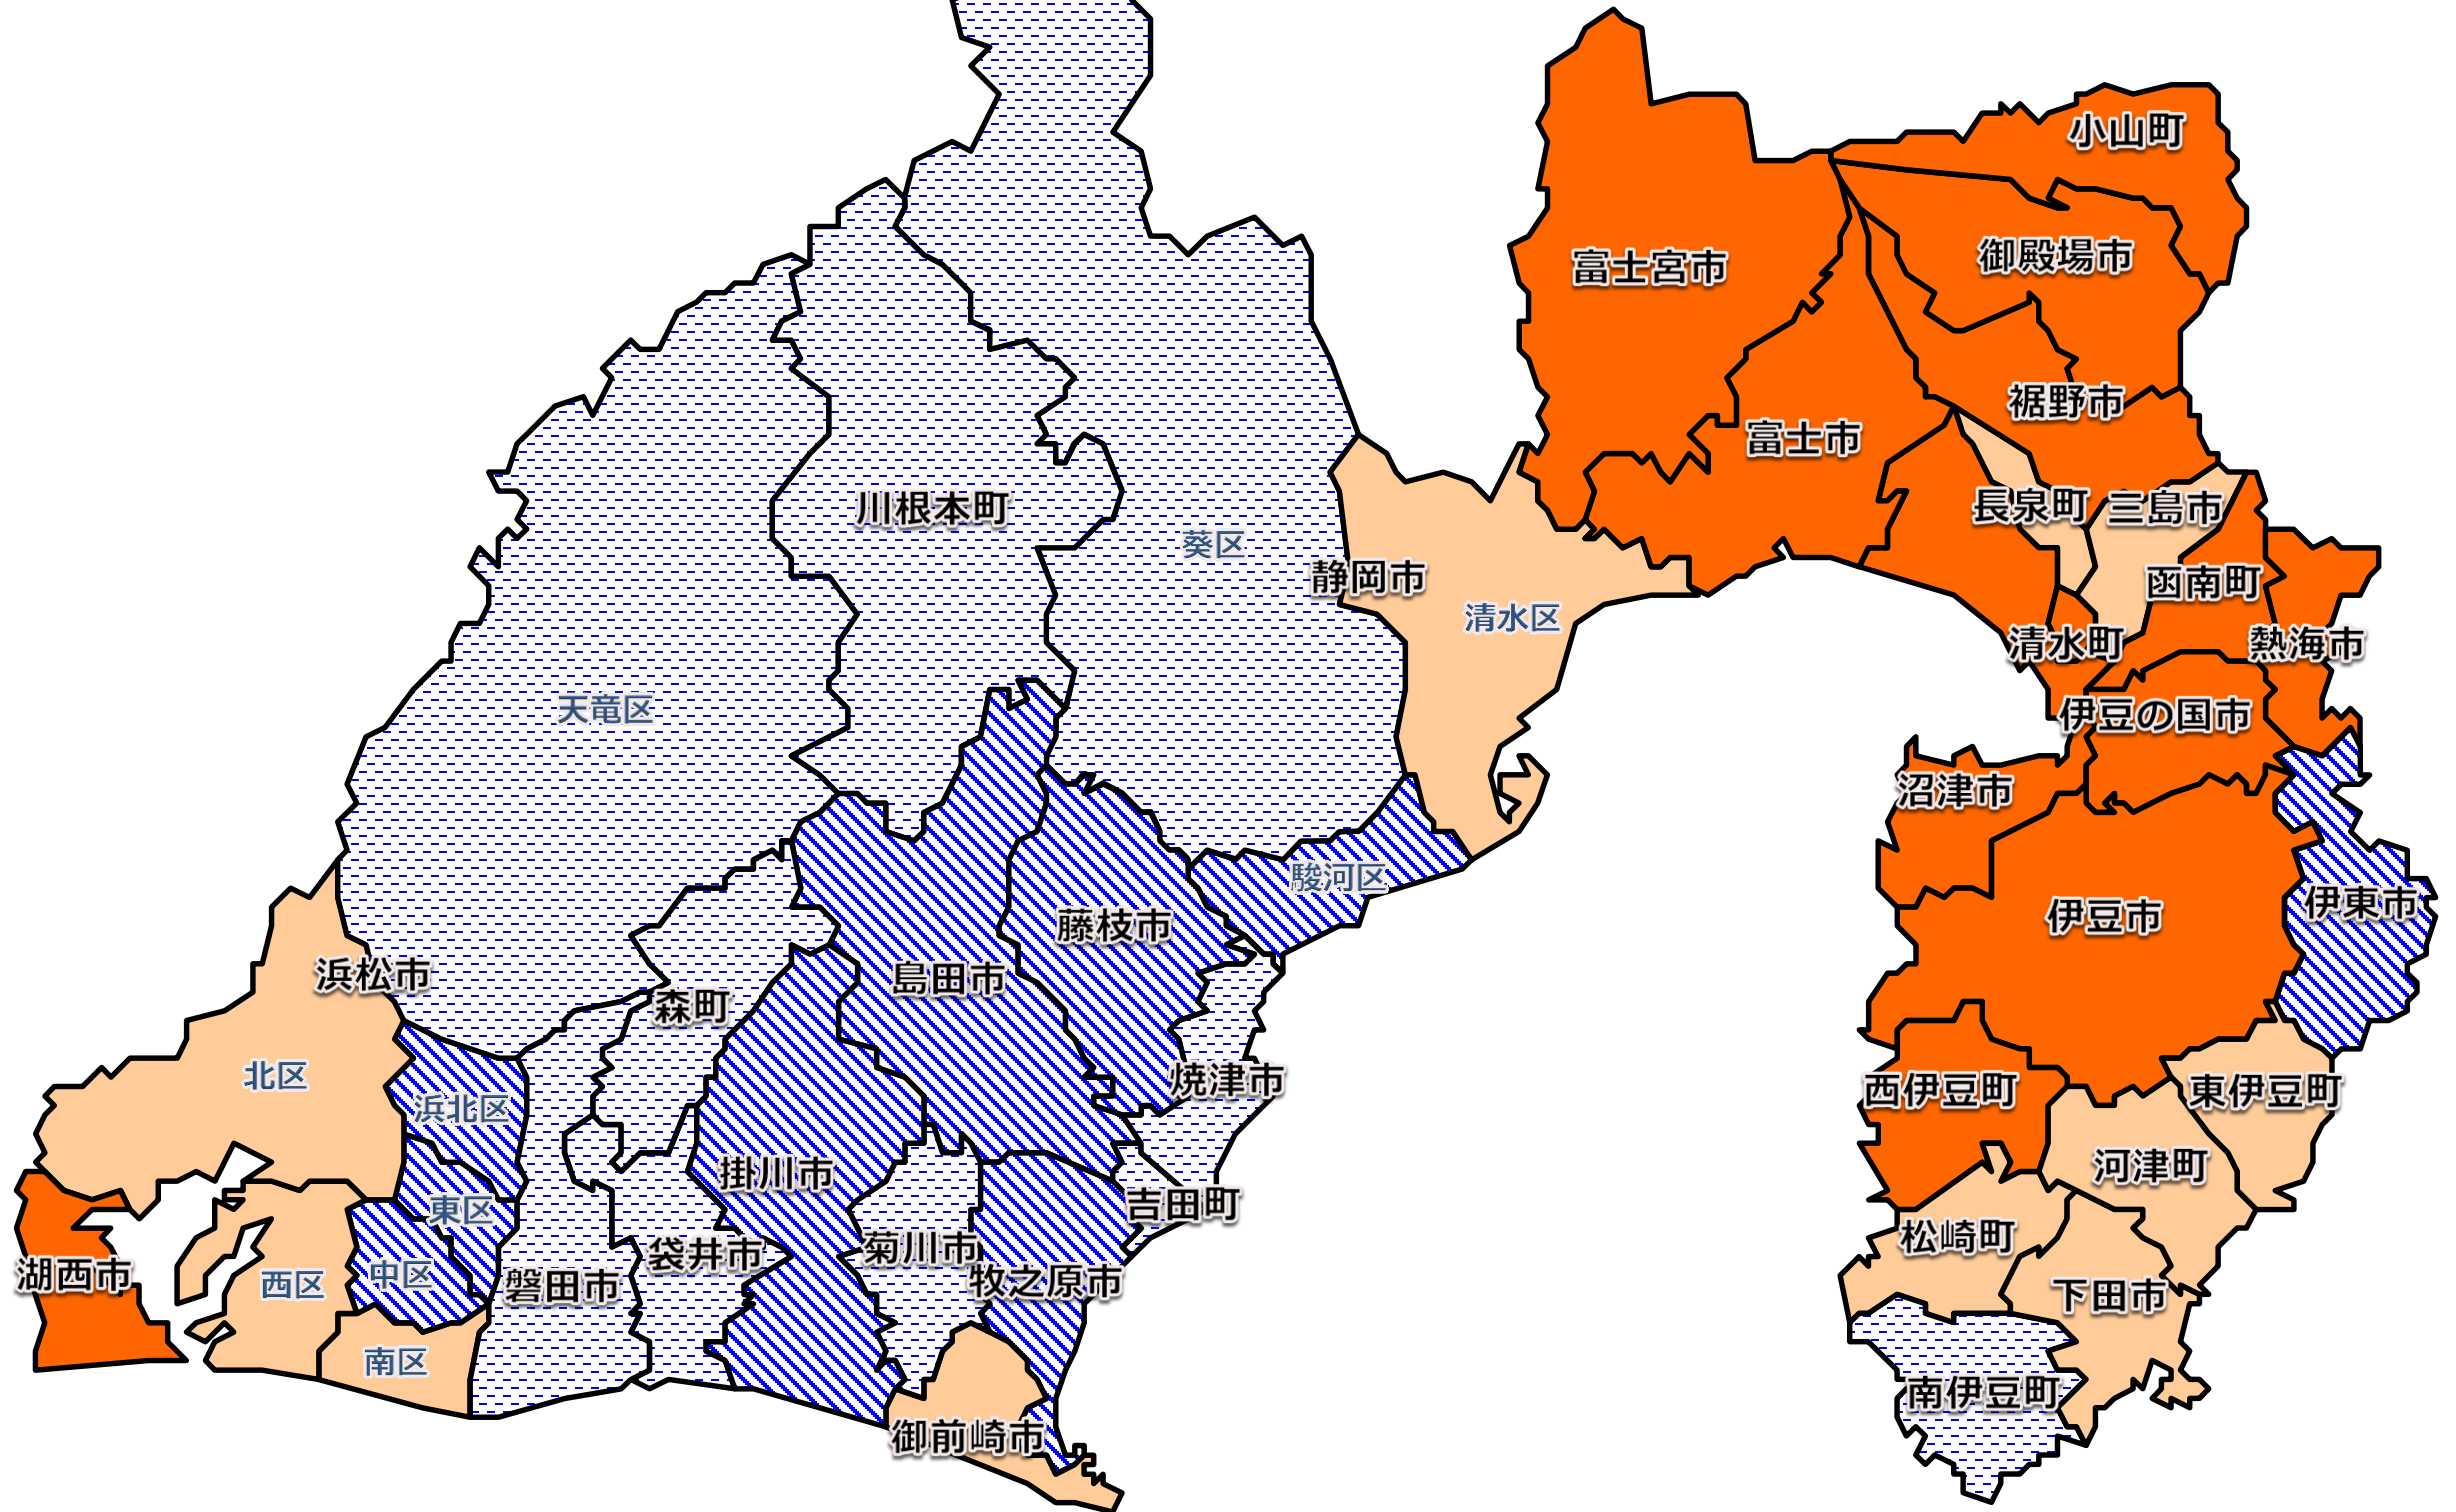 小山町
御殿場市
富士宮市
裾野市
富士市
長泉町
三島市
川根本町
葵区
静岡市
函南町
清水区
清水町
熱海市
天竜区
伊豆の国市
沼津市
駿河区
伊東市
伊豆市
藤枝市
浜松市
島田市
森町
北区
焼津市
西伊豆町
東伊豆町
浜北区
河津町
掛川市
吉田町
東区
松崎町
袋井市
菊川市
湖西市
中区
西区
磐田市
牧之原市
下田市
南区
南伊豆町
御前崎市